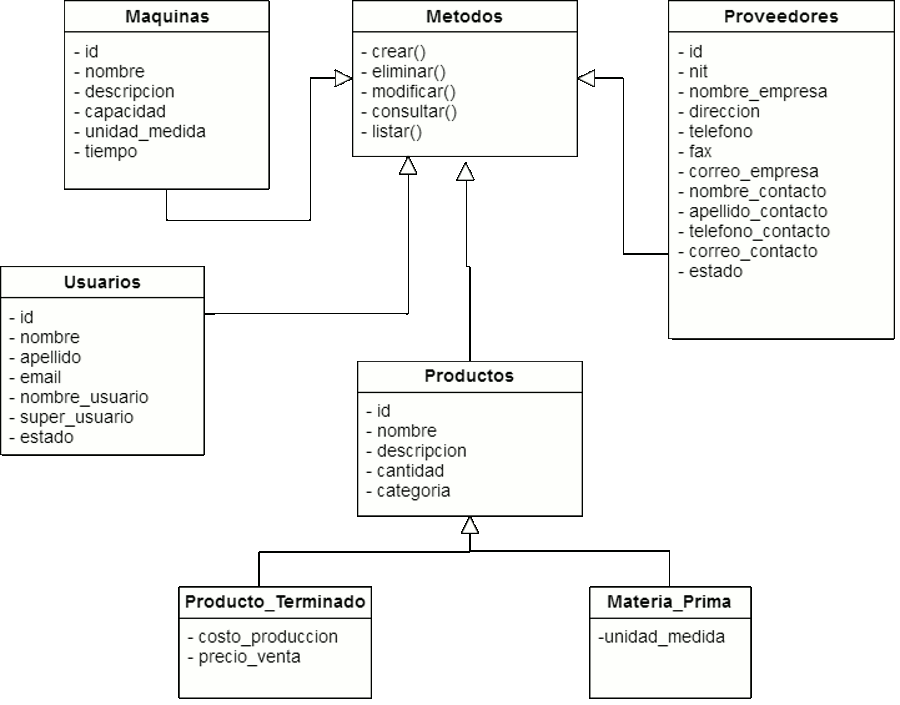 Maquinas
- id
- nombre
- descripcion
- capacidad
- unidad_medida
- tiempo
Metodos
- crear()
- eliminar()
- modificar()
- consultar()
- listar()
Proveedores
- id
- nit
- nombre_empresa
- direccion
- telefono
- fax
- correo_empresa
- nombre_contacto
- apellido_contacto
- telefono_contacto
- correo_contacto
- estado
Usuarios
- id
- nombre
- apellido
- email
- nombre_usuario
- super_usuario
- estado
Productos
- id
- nombre
- descripcion
- cantidad
- categoria
Producto_Terminado
- costo_produccion
- precio_venta
Materia_Prima
-unidad_medida